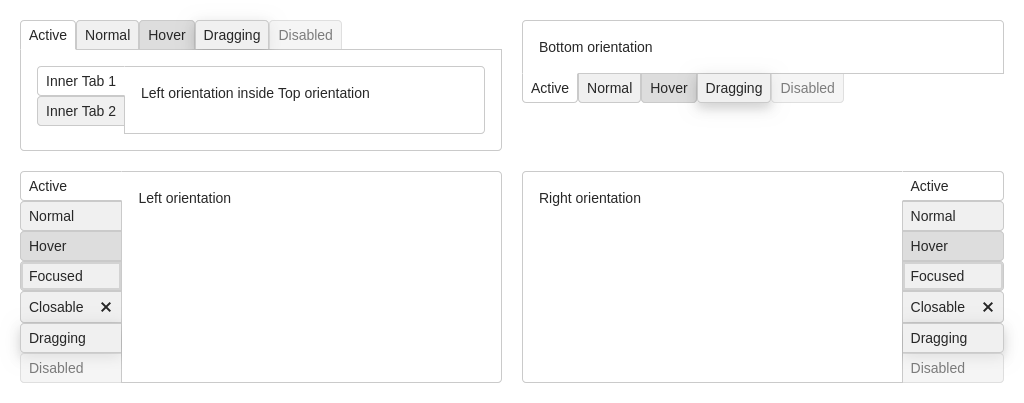 Active Normal Hover Dragging Disabled
Inner Tab 1
Inner Tab 2
Left orientation inside Top orientation
Bottom orientation
Active Normal Hover Dragging Disabled
Active
Normal
Hover
Focused
Closable ×
Dragging
Disabled
Left orientation
Right orientation
Active
Normal
Hover
Focused
Closable ×
Dragging
Disabled